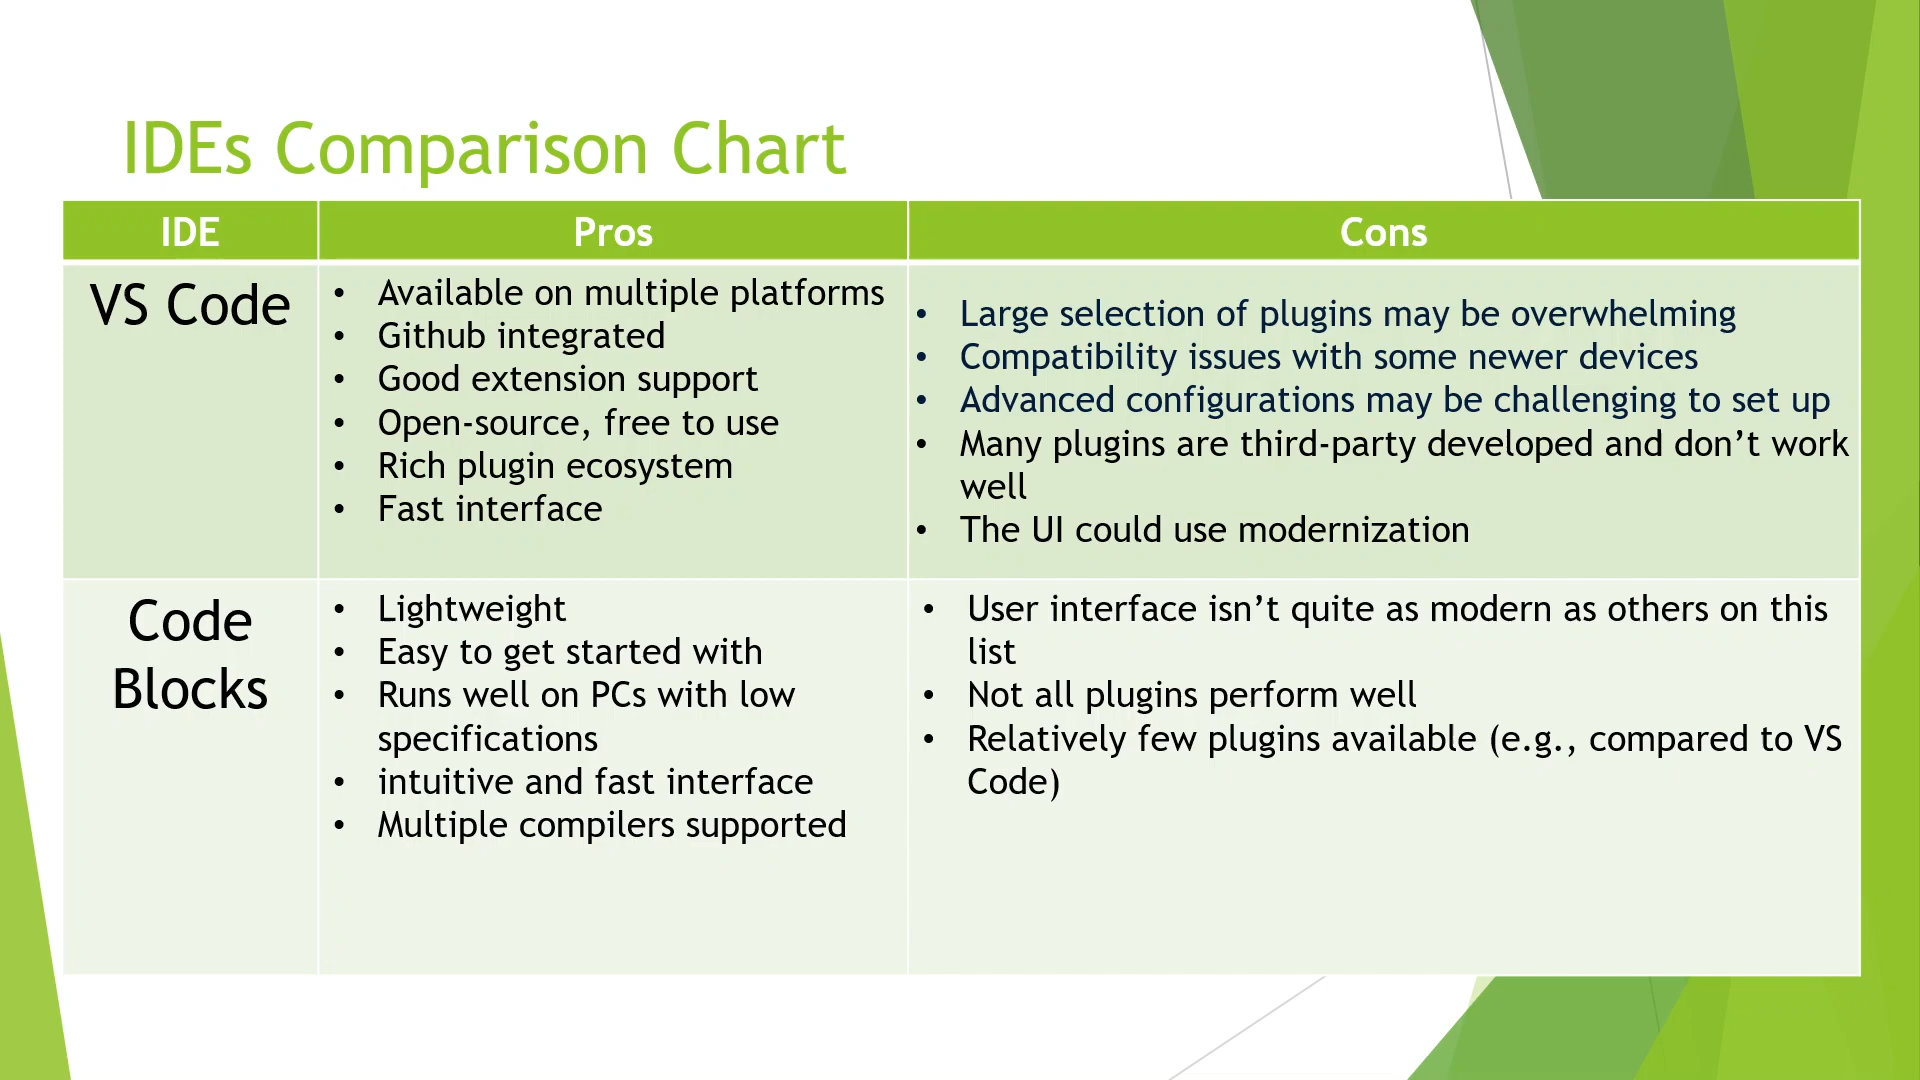 IDEs Comparison Chart
IDE
Pros
Cons
VS Code
• Available on multiple platforms
• Github integrated
• Good extension support
• Open-source, free to use
• Rich plugin ecosystem
• Fast interface
• Large selection of plugins may be overwhelming
• Compatibility issues with some newer devices
• Advanced configurations may be challenging to set up
• Many plugins are third-party developed and don’t work
well
• The UI could use modernization
Code
Blocks
• Lightweight
• Easy to get started with
• Runs well on PCs with low
specifications
• intuitive and fast interface
• Multiple compilers supported
• User interface isn’t quite as modern as others on this
list
• Not all plugins perform well
• Relatively few plugins available (e.g., compared to VS
Code)